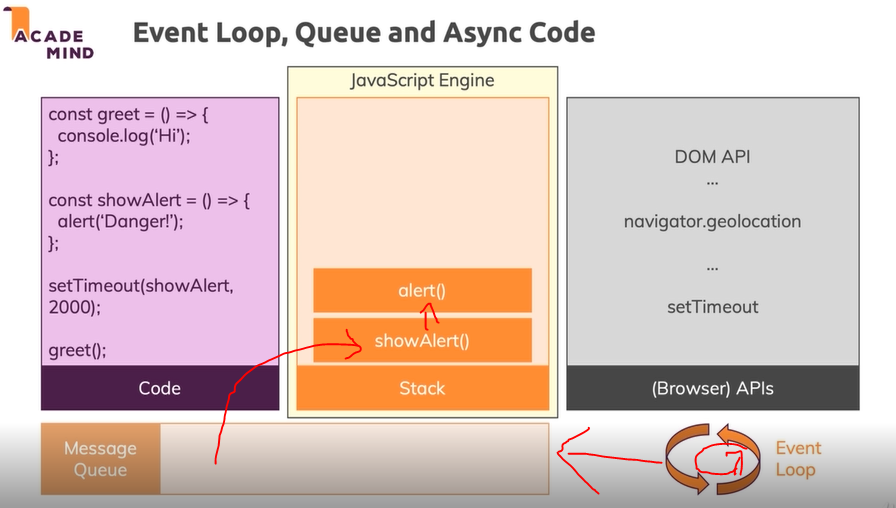 ACADE
MIND
Event Loop, Queue and Async Code
JavaScript Engine
const greet = () => {
console.log(‘Hi’);
};
const showAlert = () => {
alert(‘Danger!’);
};
setTimeout(showAlert,
2000);
greet();
Code
alert()
showAlert()
Stack
DOM API
...
navigator.geolocation
...
setTimeout
(Browser) APIs
Message
Queue
Event
Loop